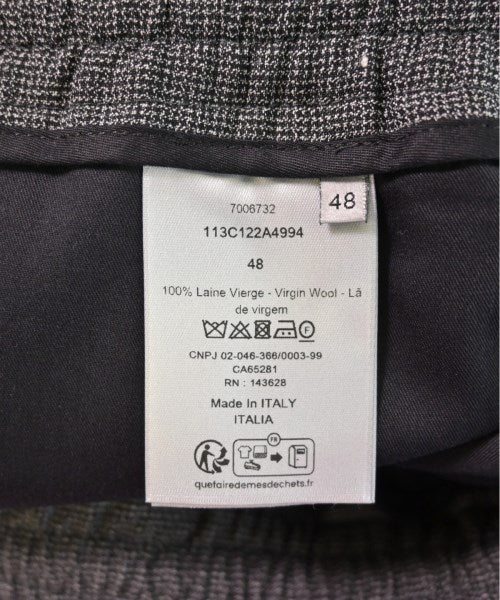 48
7006732
113C122A4994
48
100% Laine Vierge - Virgin Wool - Lã
de virgem
F
CNPJ 02-046-366/0003-99
CA65281
RN : 143628
Made In ITALY
ITALIA
FR
quefairedemesdechets.fr